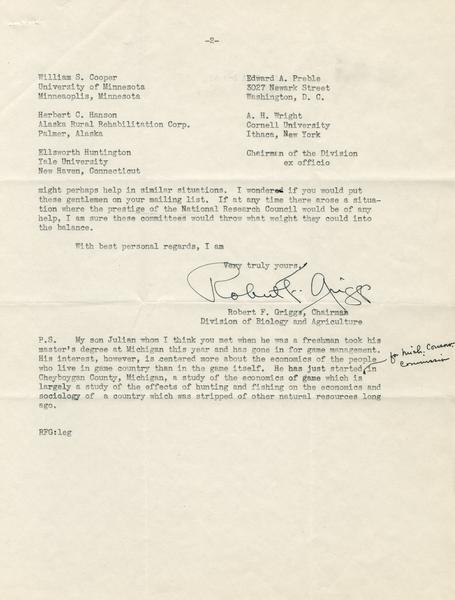 -2-
William S. Cooper
University of Minnesota
Minneaoplis, Minnesota
Edward A. Preble
3027 Newark Street
Washington, D. C.
Herbert C. Hanson
Alaska Rural Rehabilitation Corp.
Palmer, Alaska
A. H. Wright
Cornell University
Ithaca, New York
Ellsworth Huntington
Yale University
New Haven, Connecticut
Chairman of the Division
ex officio
might perhaps help in similar situations. I wondered if you would put
these gentlemen on your mailing list. If at any time there arose a situa-
tion where the prestige of the National Research Council would be of any
help, I am sure these committees would throw what weight they could into
the balance.
With best personal regards, I am
Very truly yours,
Robert F. Griggs
Robert F. Griggs, Chairman
Division of Biology and Agriculture
P.S. My son Julian whom I think you met when he was a freshman took his
master's degree at Michigan this year and has gone in for game management.
His interest, however, is centered more about the economics of the people
who live in game country than in the game itself. He has just started in
for Mich. Conserv.
Commission
Cheyboygan County, Michigan, a study of the economics of game which is
largely a study of the effects of hunting and fishing on the economics and
sociology of a country which was stripped of other natural resources long
ago.
RFG:leg